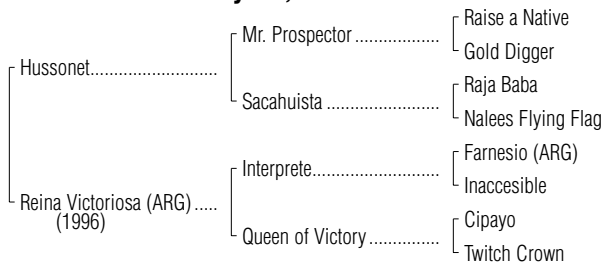 Raise a Native
Mr. Prospector ..................
Gold Digger
Hussonet...........................
Raja Baba
Sacahuista ........................
Nalees Flying Flag
Farnesio (ARG)
Interprete...........................
Inaccesible
Reina Victoriosa (ARG) .....
(1996)
Cipayo
Queen of Victory ...............
Twitch Crown